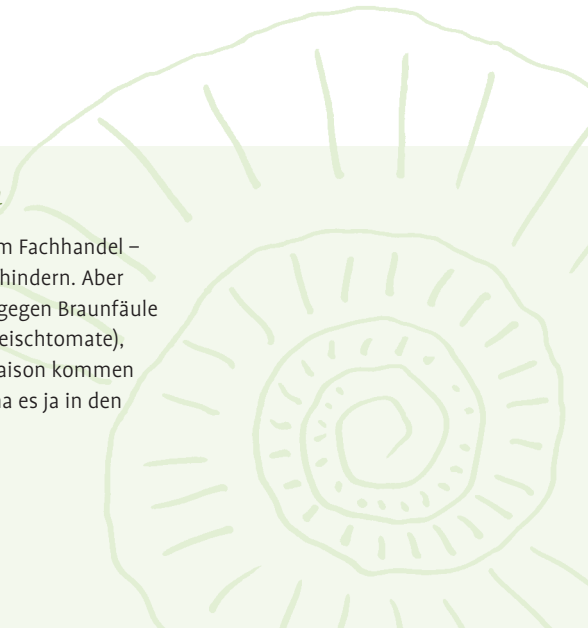 m Fachhandel –
hindern. Aber
gegen Braunfäule
eischtomate),
aison kommen
na es ja in den